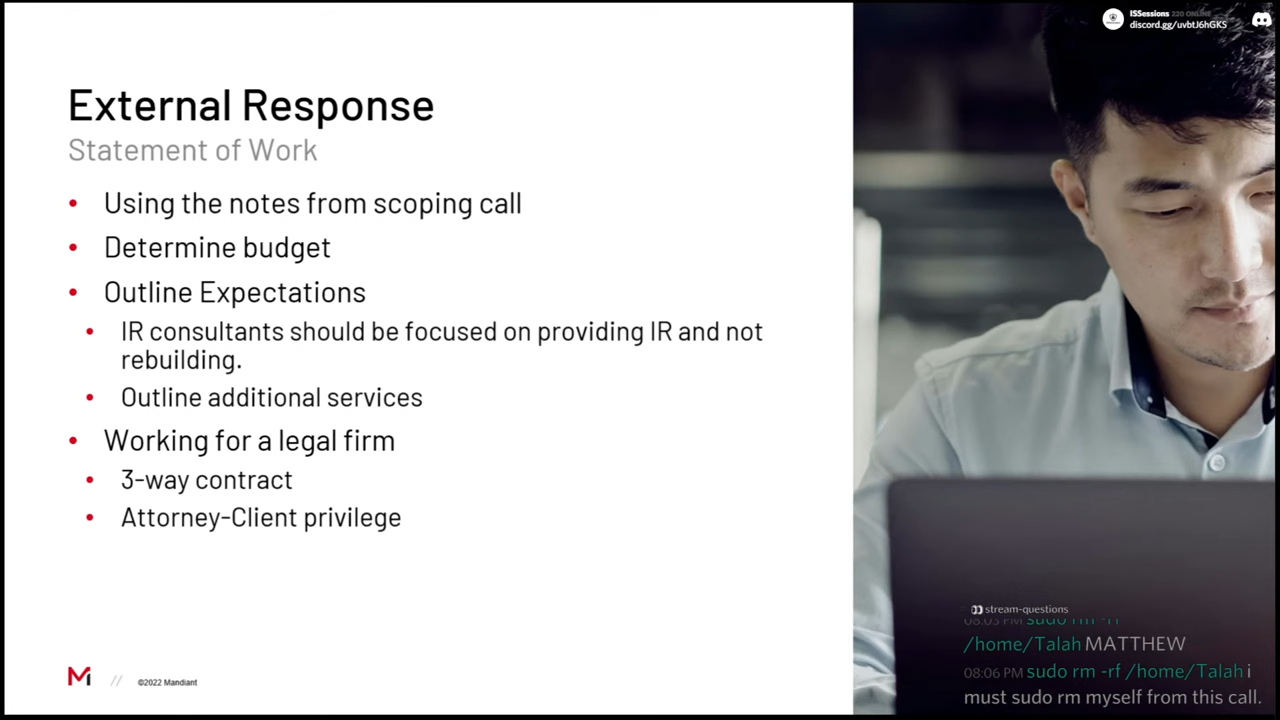 ISSessions 220 ONLINE
discord.gg/uvbtJ6hGKS
External Response
Statement of Work
• Using the notes from scoping call
• Determine budget
• Outline Expectations
• IR consultants should be focused on providing IR and not
rebuilding.
• Outline additional services
• Working for a legal firm
• 3-way contract
• Attorney-Client privilege
stream-questions
08:05 PM sudo rm -rf
/home/Talah MATTHEW
08:06 PM sudo rm -rf /home/Talah i
must sudo rm myself from this call.
M // ©2022 Mandiant